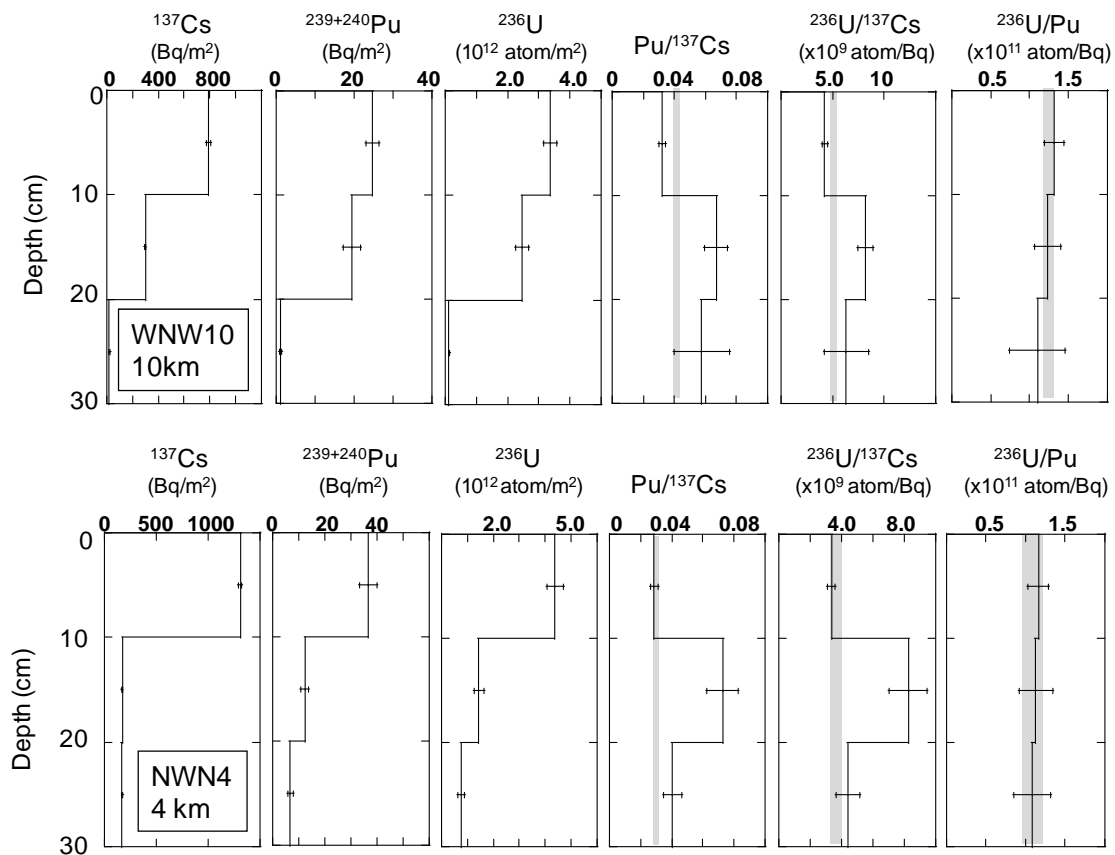 ¹³⁷Cs ²³⁹⁺²⁴⁰Pu ²³⁶U Pu/¹³⁷Cs ²³⁶U/¹³⁷Cs ²³⁶U/Pu
(Bq/m²) (Bq/m²) (10¹² atom/m²) (x10⁹ atom/Bq) (x10¹¹ atom/Bq)
0 400 800 0 20 40 2.0 4.0 0 0.04 0.08 5.0 10 0.5 1.5
0
10
20
30
Depth (cm)
WNW10
10km
¹³⁷Cs ²³⁹⁺²⁴⁰Pu ²³⁶U Pu/¹³⁷Cs ²³⁶U/¹³⁷Cs ²³⁶U/Pu
(Bq/m²) (Bq/m²) (10¹² atom/m²) (x10⁹ atom/Bq) (x10¹¹ atom/Bq)
0 500 1000 0 20 40 2.0 5.0 0 0.04 0.08 4.0 8.0 0.5 1.5
0
10
20
30
Depth (cm)
NWN4
4 km